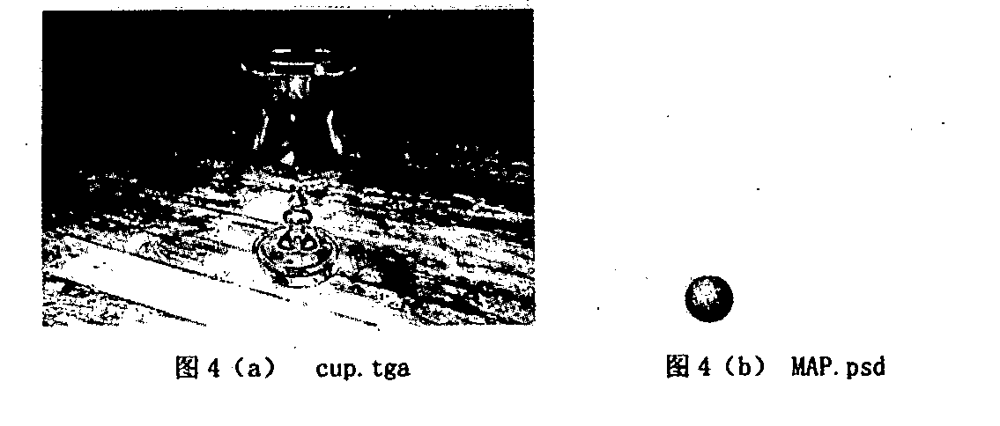 图 4（a） cup.tga
图 4（b） MAP.psd